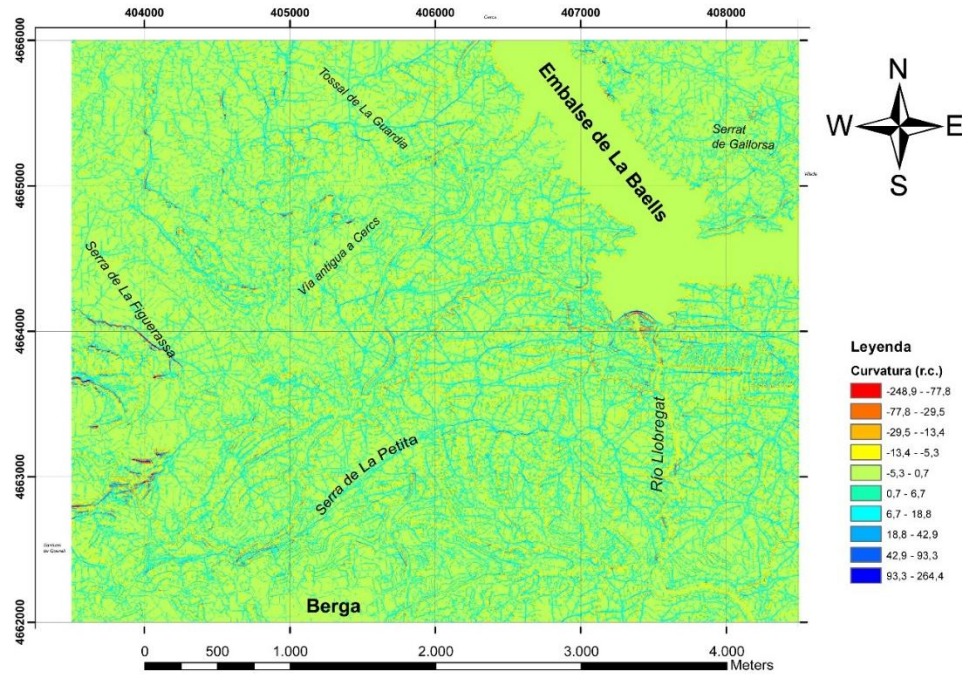 Cercs
404000 405000 406000 407000 408000
4666000
4665000
4664000
4663000
4662000
Tossal de La Guardia
Embalse de La Baells
Serrat
de Gallorsa
Vía antigua a Cercs
Serra de La Figuerassa
Serra de La Petita
Río Llobregat
Berga
N
W E
S
Leyenda
Curvatura (r.c.)
-248,9 - -77,8
-77,8 - -29,5
-29,5 - -13,4
-13,4 - -5,3
-5,3 - 0,7
0,7 - 6,7
6,7 - 18,8
18,8 - 42,9
42,9 - 93,3
93,3 - 264,4
0 500 1.000 2.000 3.000 4.000
Meters